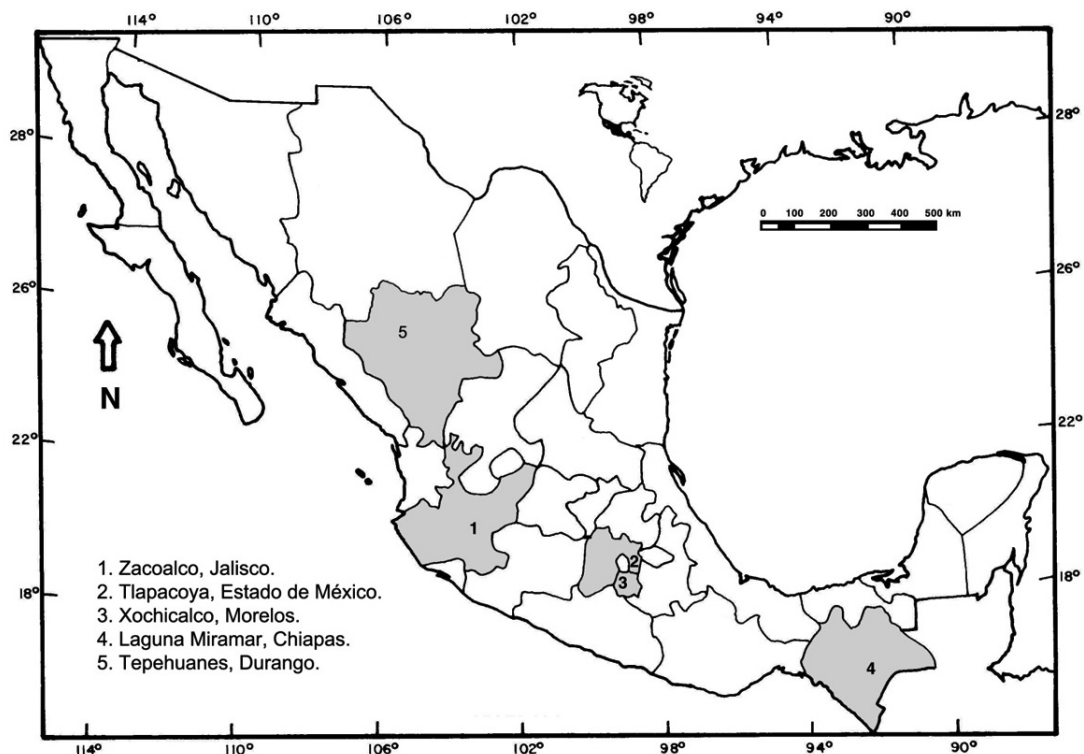 114° 110° 106° 102° 98° 94° 90°
28° 28°
0 100 200 300 400 500 km
26° 26°
5
N
22° 22°
1
2
3
18° 18°
4
1. Zacoalco, Jalisco.
2. Tlapacoya, Estado de México.
3. Xochicalco, Morelos.
4. Laguna Miramar, Chiapas.
5. Tepehuanes, Durango.
114° 110° 106° 102° 98° 94° 90°